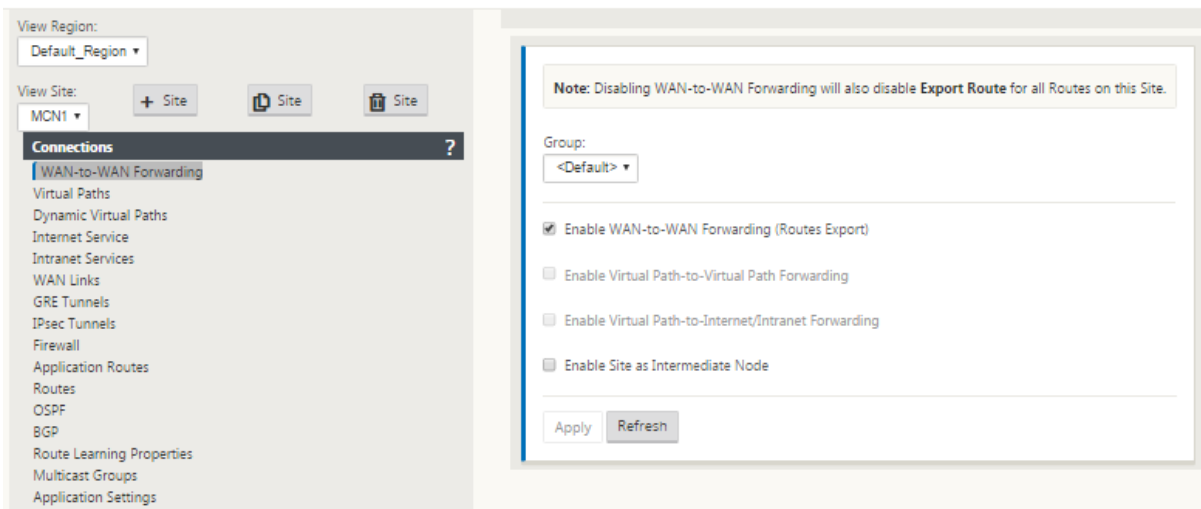 View Region:
Default_Region
View Site:
MCN1
+ Site
Site
Site
Connections ?
WAN-to-WAN Forwarding
Virtual Paths
Dynamic Virtual Paths
Internet Service
Intranet Services
WAN Links
GRE Tunnels
IPsec Tunnels
Firewall
Application Routes
Routes
OSPF
BGP
Route Learning Properties
Multicast Groups
Application Settings
Note: Disabling WAN-to-WAN Forwarding will also disable Export Route for all Routes on this Site.
Group:
<Default>
Enable WAN-to-WAN Forwarding (Routes Export)
Enable Virtual Path-to-Virtual Path Forwarding
Enable Virtual Path-to-Internet/Intranet Forwarding
Enable Site as Intermediate Node
Apply Refresh